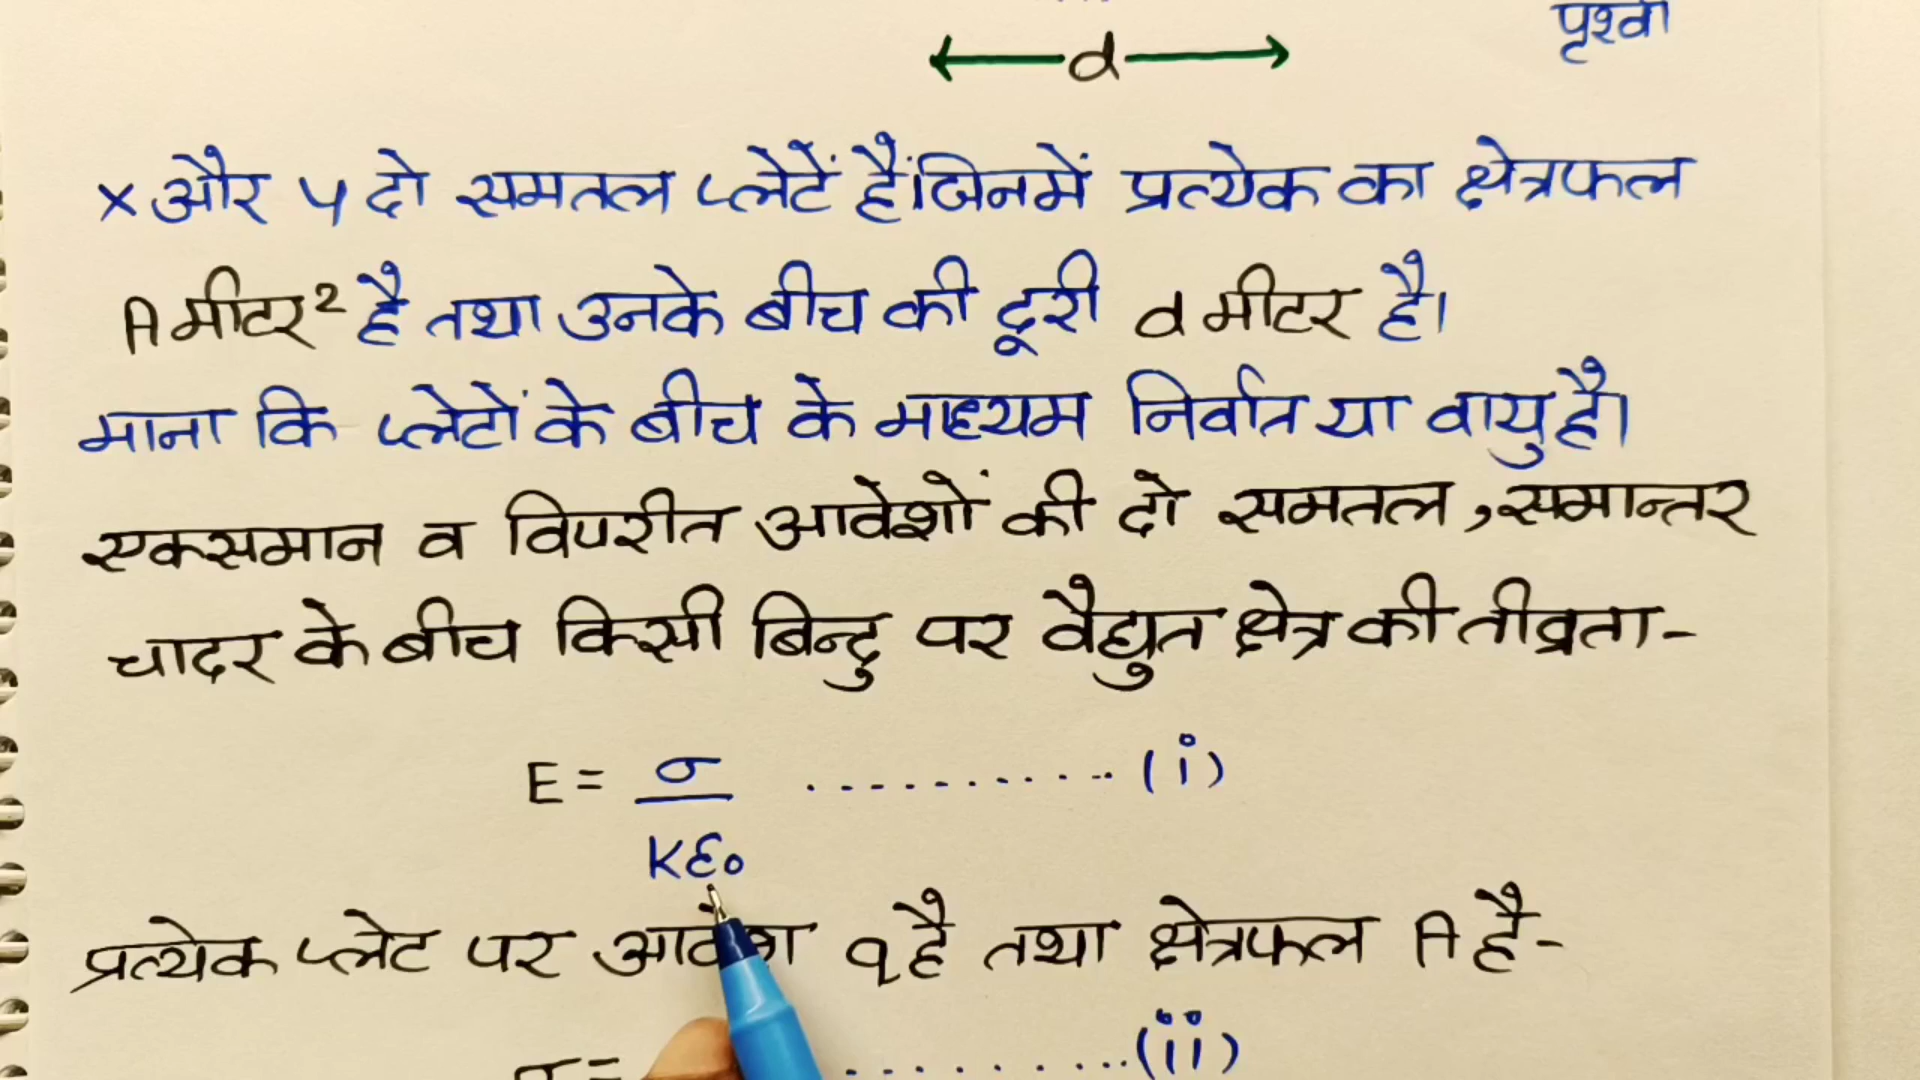 d
x और y दो समतल प्लेटें हैं।जिनमें प्रत्येक का क्षेत्रफल
A मीटर² है तथा उनके बीच की दूरी d मीटर है।
माना कि प्लेटों के बीच के माध्यम निर्वात या वायु है।
एकसमान व विपरीत आवेशों की दो समतल, समान्तर
चादर के बीच किसी बिन्दु पर वैद्युत क्षेत्र की तीव्रता-
E = σ/Kε₀ ........... (i)
प्रत्येक प्लेट पर आवेश q है तथा क्षेत्रफल A है-
σ = .........(ii)